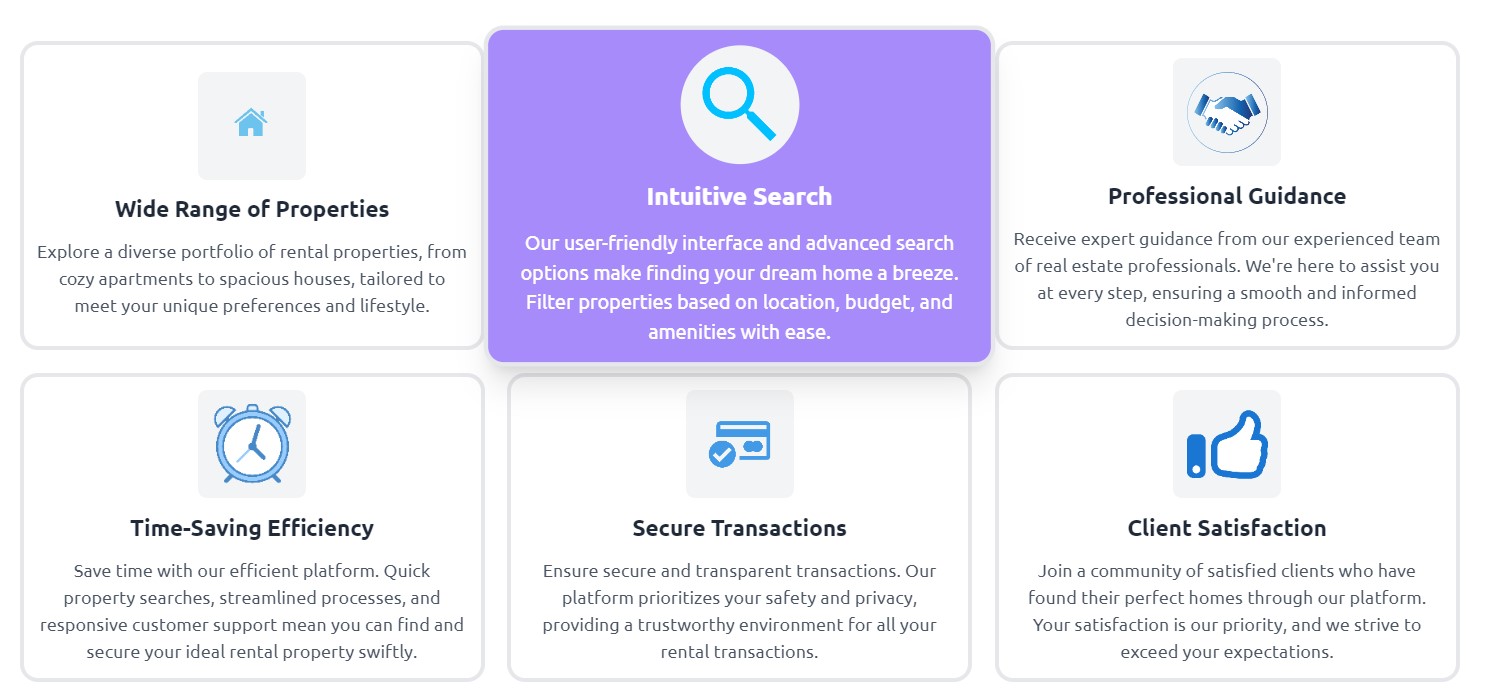 Wide Range of Properties
Explore a diverse portfolio of rental properties, from
cozy apartments to spacious houses, tailored to
meet your unique preferences and lifestyle.
Intuitive Search
Our user-friendly interface and advanced search
options make finding your dream home a breeze.
Filter properties based on location, budget, and
amenities with ease.
Professional Guidance
Receive expert guidance from our experienced team
of real estate professionals. We're here to assist you
at every step, ensuring a smooth and informed
decision-making process.
Time-Saving Efficiency
Save time with our efficient platform. Quick
property searches, streamlined processes, and
responsive customer support mean you can find and
secure your ideal rental property swiftly.
Secure Transactions
Ensure secure and transparent transactions. Our
platform prioritizes your safety and privacy,
providing a trustworthy environment for all your
rental transactions.
Client Satisfaction
Join a community of satisfied clients who have
found their perfect homes through our platform.
Your satisfaction is our priority, and we strive to
exceed your expectations.